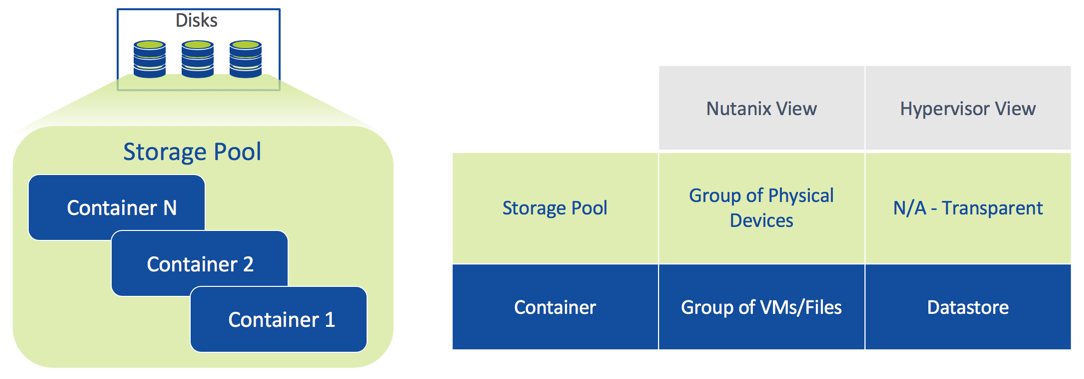 Disks
Storage Pool
Container N
Container 2
Container 1
Nutanix View
Hypervisor View
Storage Pool
Group of Physical
Devices
N/A - Transparent
Container
Group of VMs/Files
Datastore